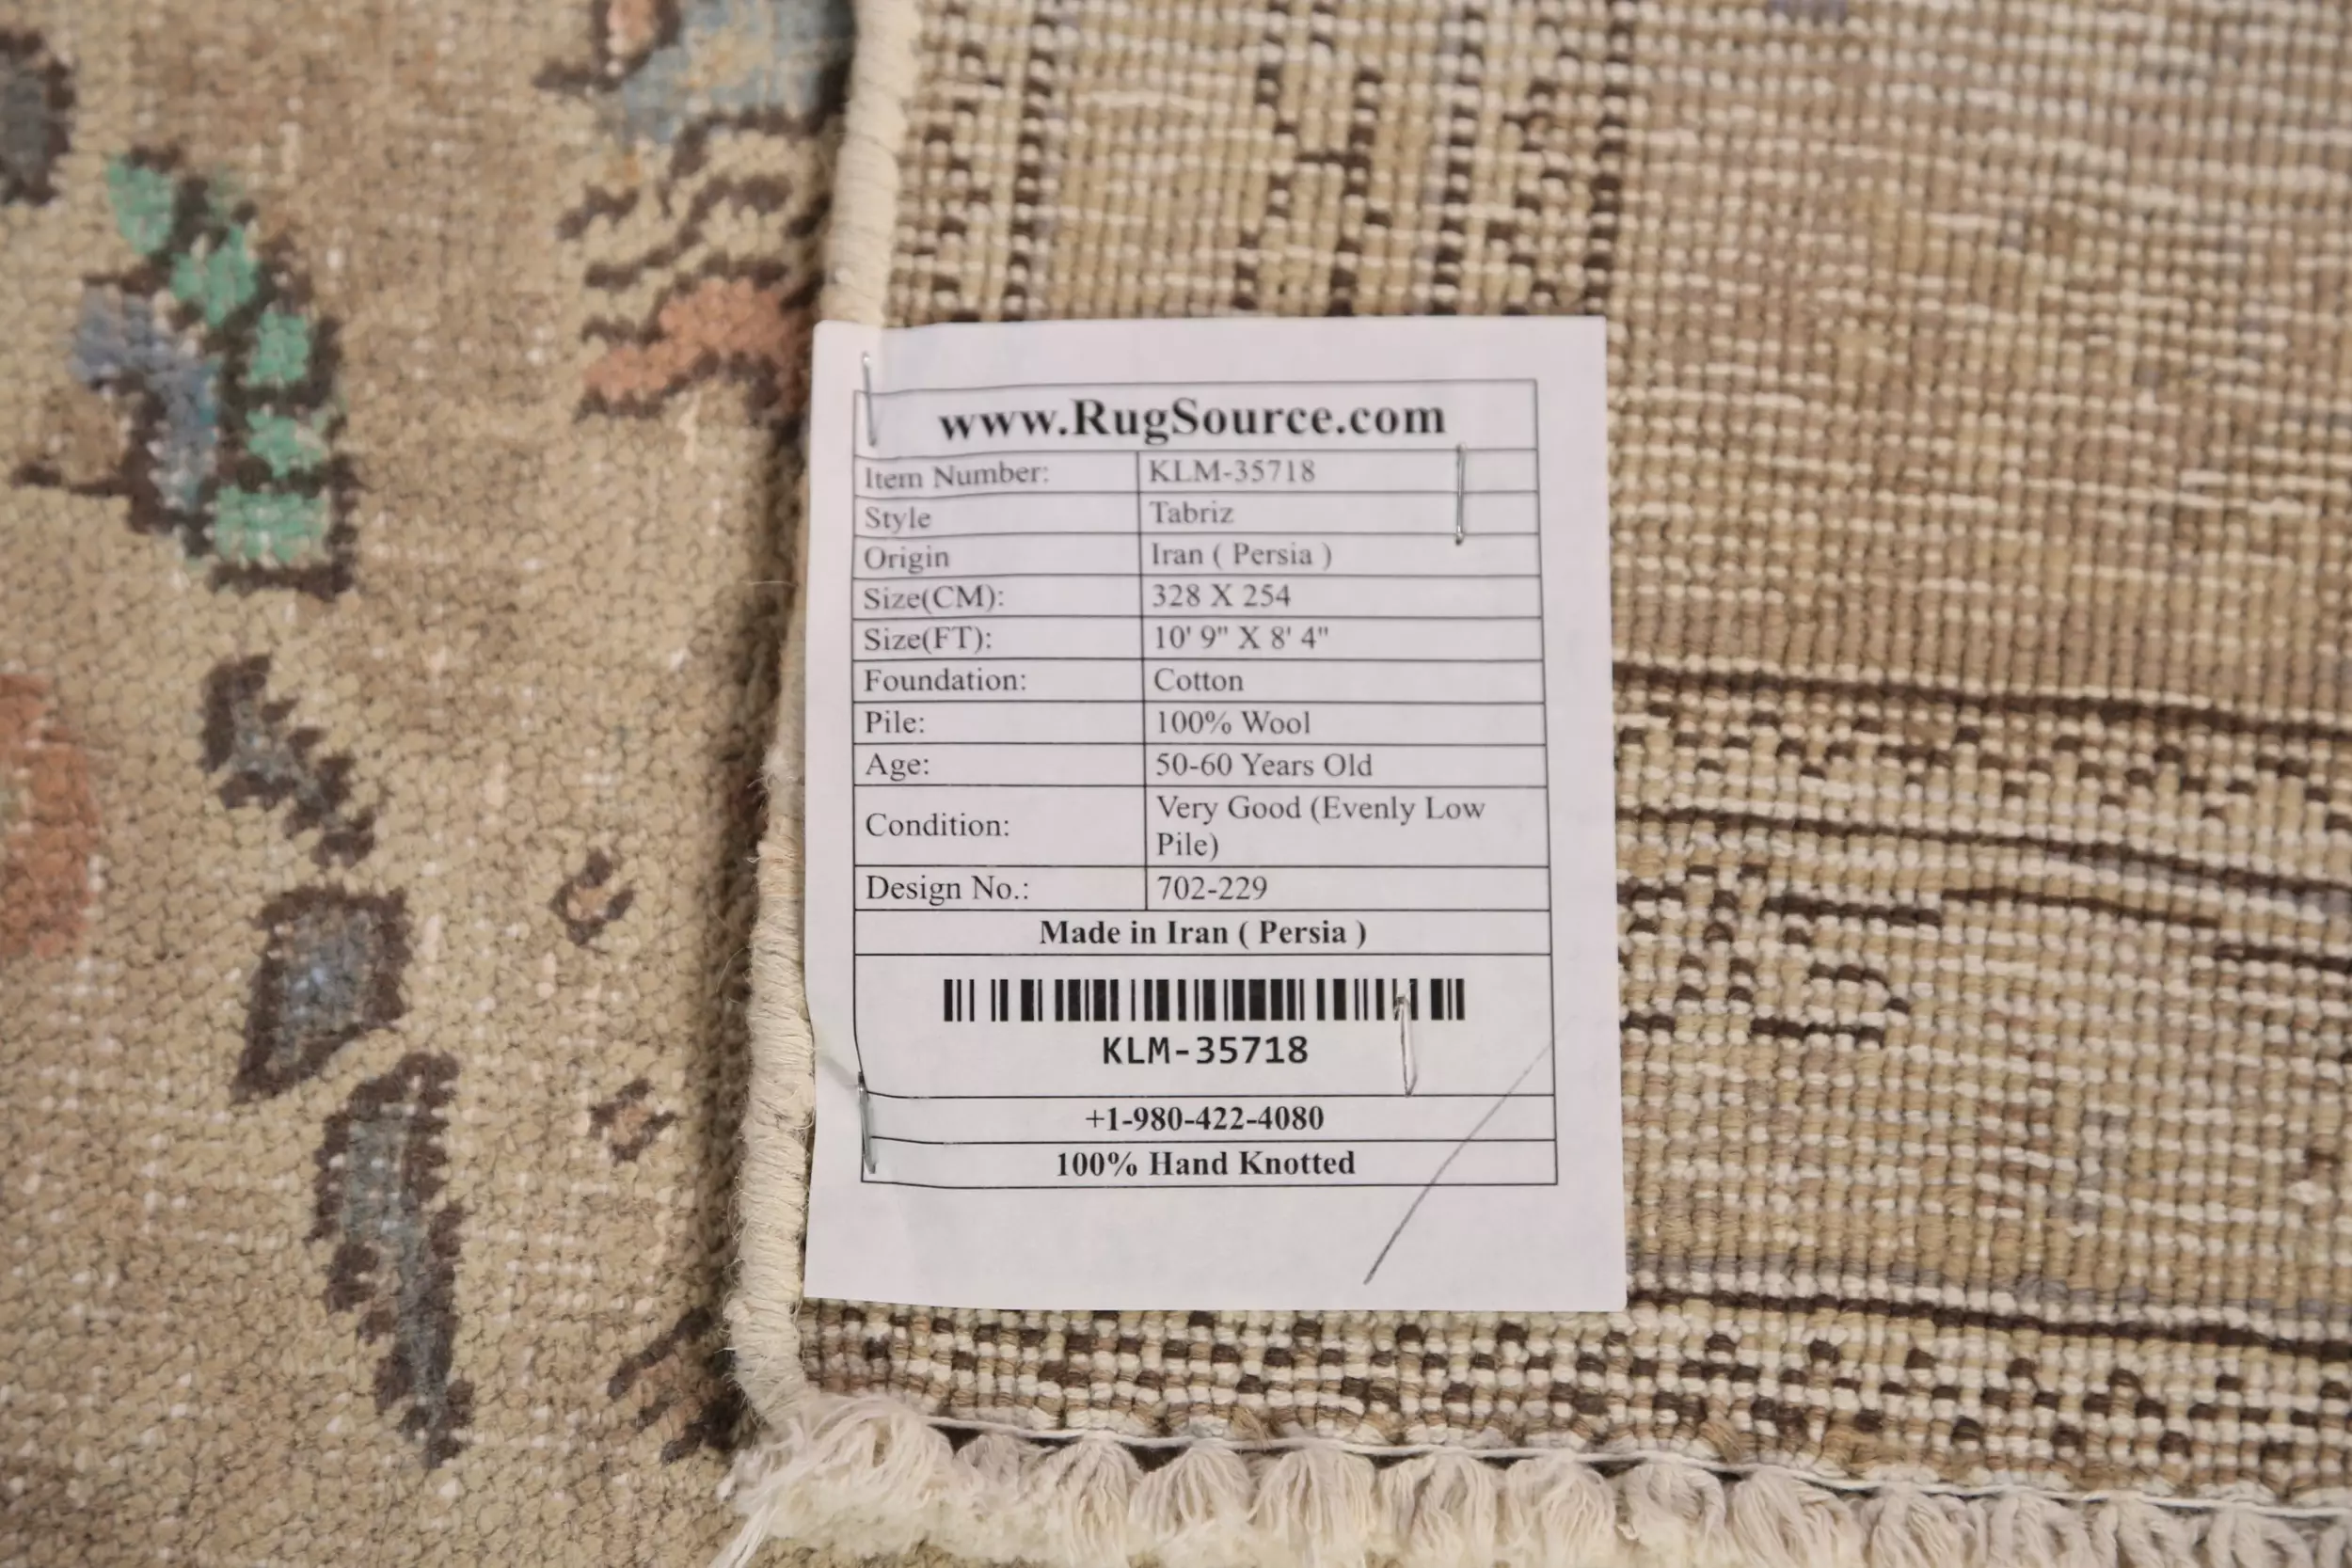 www.RugSource.com
Item Number: KLM-35718
Style Tabriz
Origin Iran ( Persia )
Size(CM): 328 X 254
Size(FT): 10' 9" X 8' 4"
Foundation: Cotton
Pile: 100% Wool
Age: 50-60 Years Old
Condition: Very Good (Evenly Low
Pile)
Design No.: 702-229
Made in Iran ( Persia )
KLM-35718
+1-980-422-4080
100% Hand Knotted